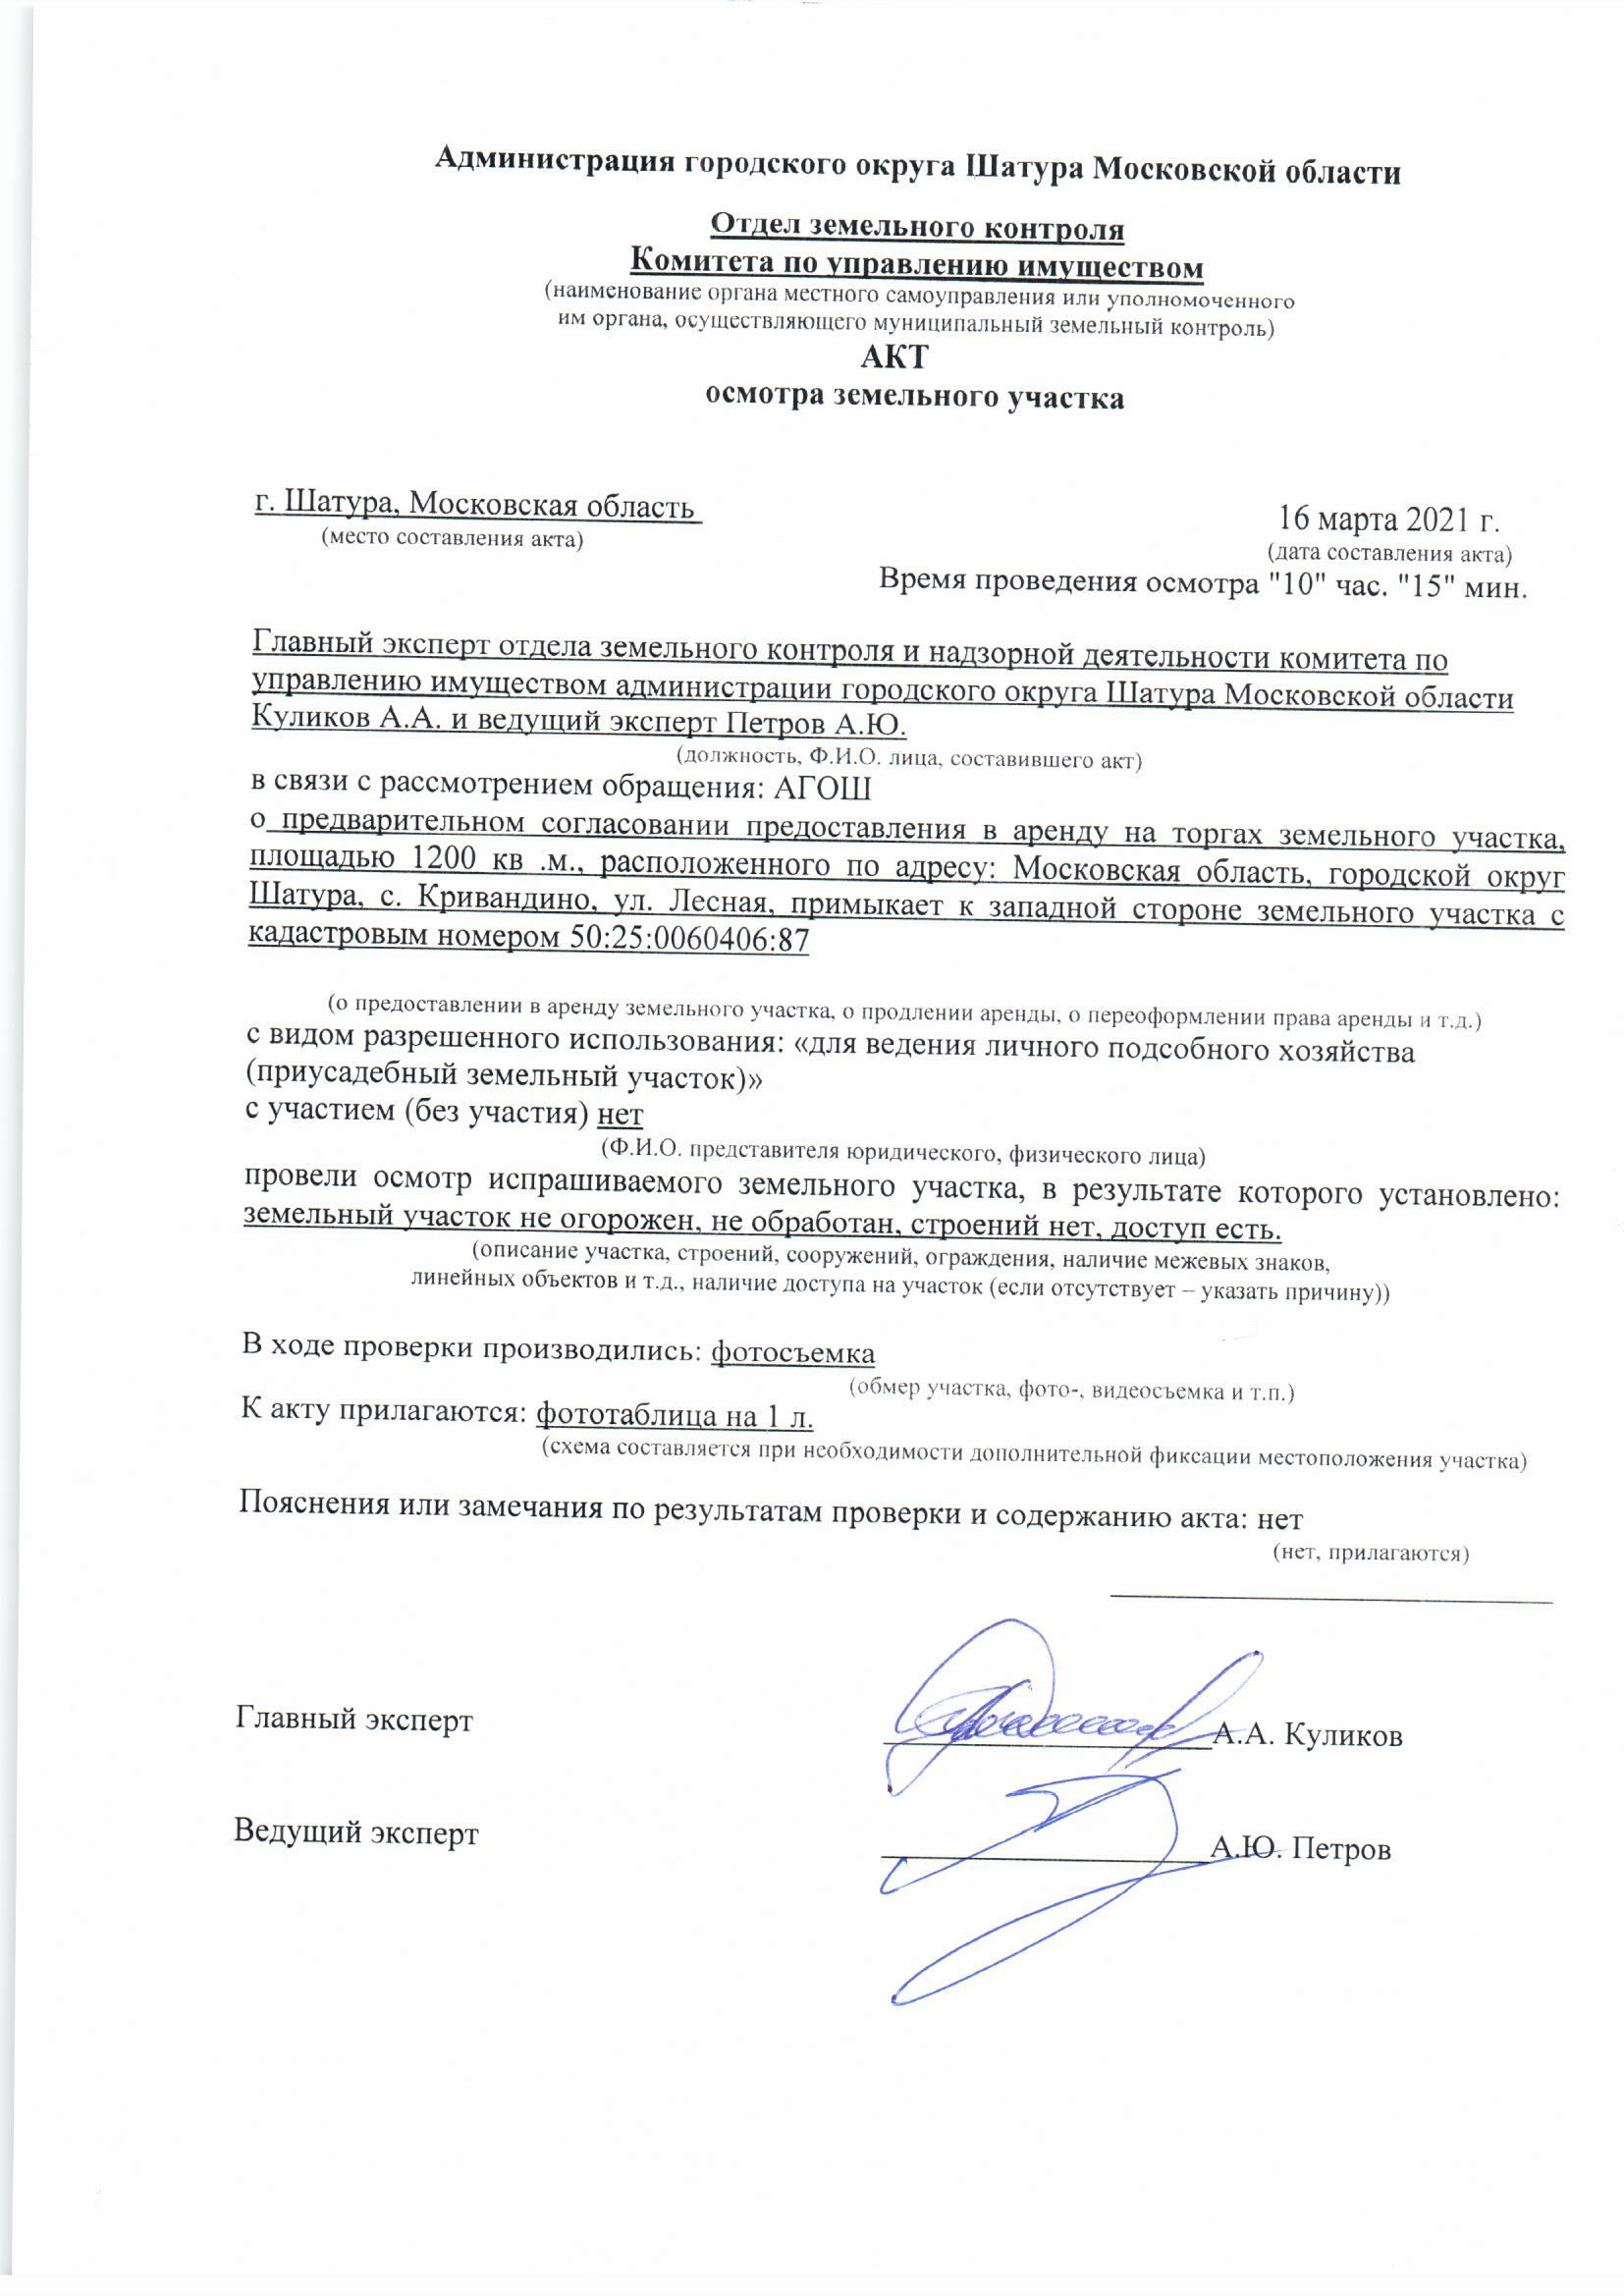 Администрация городского округа Шатура Московской области
Отдел земельного контроля
Комитета по управлению имуществом
(наименование органа местного самоуправления или уполномоченного
им органа, осуществляющего муниципальный земельный контроль)
АКТ
осмотра земельного участка
г. Шатура, Московская область
16 марта 2021 г.
(место составления акта)
(дата составления акта)
Время проведения осмотра "10" час. "15" мин.
Главный эксперт отдела земельного контроля и надзорной деятельности комитета по
управлению имуществом администрации городского округа Шатура Московской области
Куликов А.А. и ведущий эксперт Петров А.Ю.
(должность, Ф.И.О. лица, составившего акт)
в связи с рассмотрением обращения: АГОШ
о предварительном согласовании предоставления в аренду на торгах земельного участка,
площадью 1200 кв .м., расположенного по адресу: Московская область, городской округ
Шатура, с. Кривандино, ул. Лесная, примыкает к западной стороне земельного участка с
кадастровым номером 50:25:0060406:87
(о предоставлении в аренду земельного участка, о продлении аренды, о переоформлении права аренды и т.д.)
с видом разрешенного использования: «для ведения личного подсобного хозяйства
(приусадебный земельный участок)»
с участием (без участия) нет
(Ф.И.О. представителя юридического, физического лица)
провели осмотр испрашиваемого земельного участка, в результате которого установлено:
земельный участок не огорожен, не обработан, строений нет, доступ есть.
(описание участка, строений, сооружений, ограждения, наличие межевых знаков,
линейных объектов и т.д., наличие доступа на участок (если отсутствует – указать причину))
В ходе проверки производились: фотосъемка
(обмер участка, фото-, видеосъемка и т.п.)
К акту прилагаются: фототаблица на 1 л.
(схема составляется при необходимости дополнительной фиксации местоположения участка)
Пояснения или замечания по результатам проверки и содержанию акта: нет
(нет, прилагаются)
Главный эксперт А.А. Куликов
Ведущий эксперт А.Ю. Петров